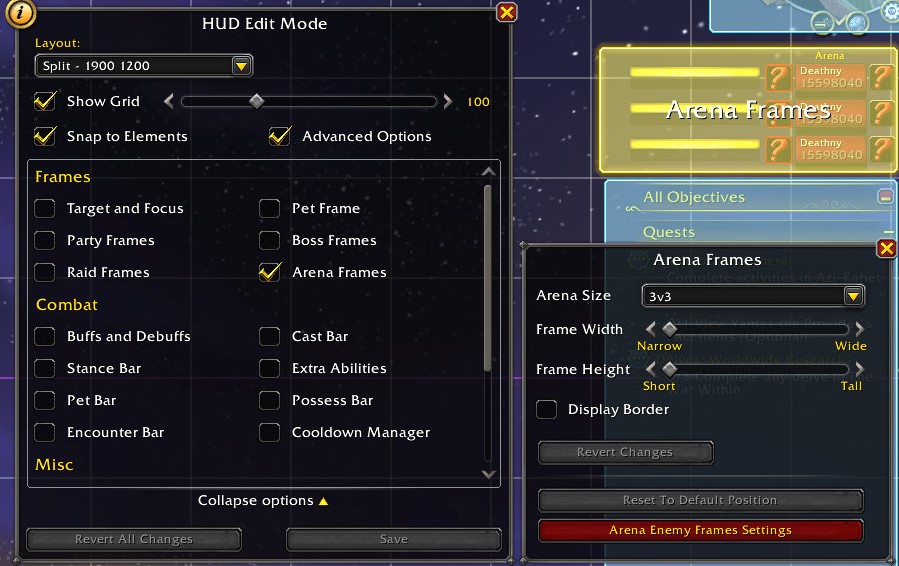 HUD Edit Mode
Layout:
Split - 1900 1200
Show Grid
100
Snap to Elements
Advanced Options
Frames
Target and Focus
Pet Frame
Party Frames
Boss Frames
Raid Frames
Arena Frames
Combat
Buffs and Debuffs
Cast Bar
Stance Bar
Extra Abilities
Pet Bar
Possess Bar
Encounter Bar
Cooldown Manager
Misc
Collapse options
Revert All Changes
Save
Arena
Deathny
15598040
Arena Frames
Deathny
15598040
Deathny
15598040
All Objectives
Quests
Arena Frames
Arena Size
3v3
Frame Width
Narrow
Wide
Frame Height
Short
Tall
Display Border
Revert Changes
Reset To Default Position
Arena Enemy Frames Settings